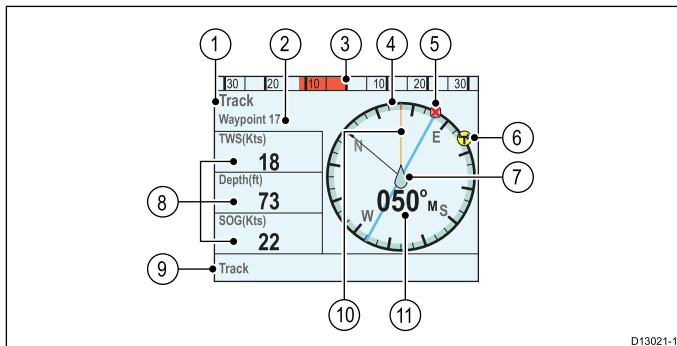 1 2 3 4 5 6
30 20 10 10 20 30
Track
Waypoint 17
TWS(Kts)
18
Depth(ft)
73
SOG(Kts)
22
Track
N
E
W
S
050°M
T
7
8
9
10
11
D13021-1